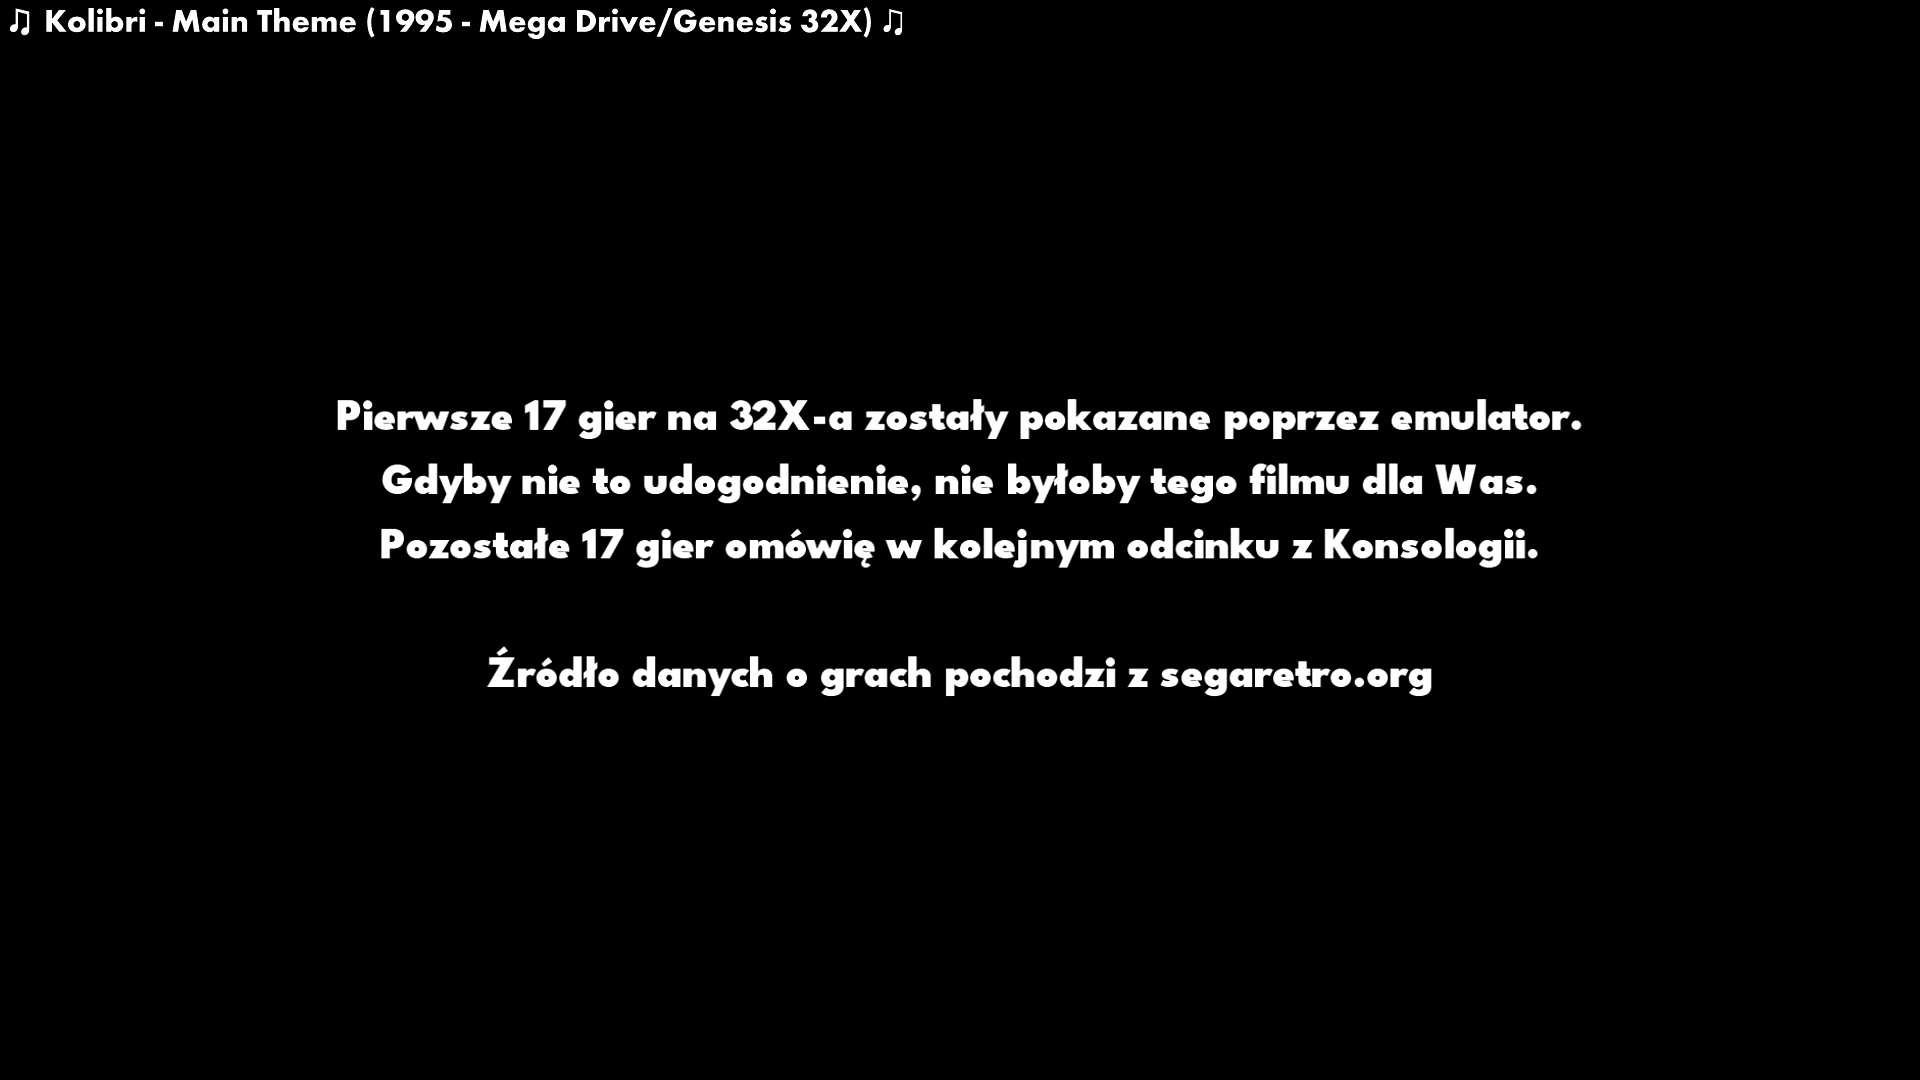 ♫ Kolibri - Main Theme (1995 - Mega Drive/Genesis 32X) ♫
Pierwsze 17 gier na 32X-a zostały pokazane poprzez emulator.
Gdyby nie to udogodnienie, nie byłoby tego filmu dla Was.
Pozostałe 17 gier omówię w kolejnym odcinku z Konsologii.
Źródło danych o grach pochodzi z segaretro.org